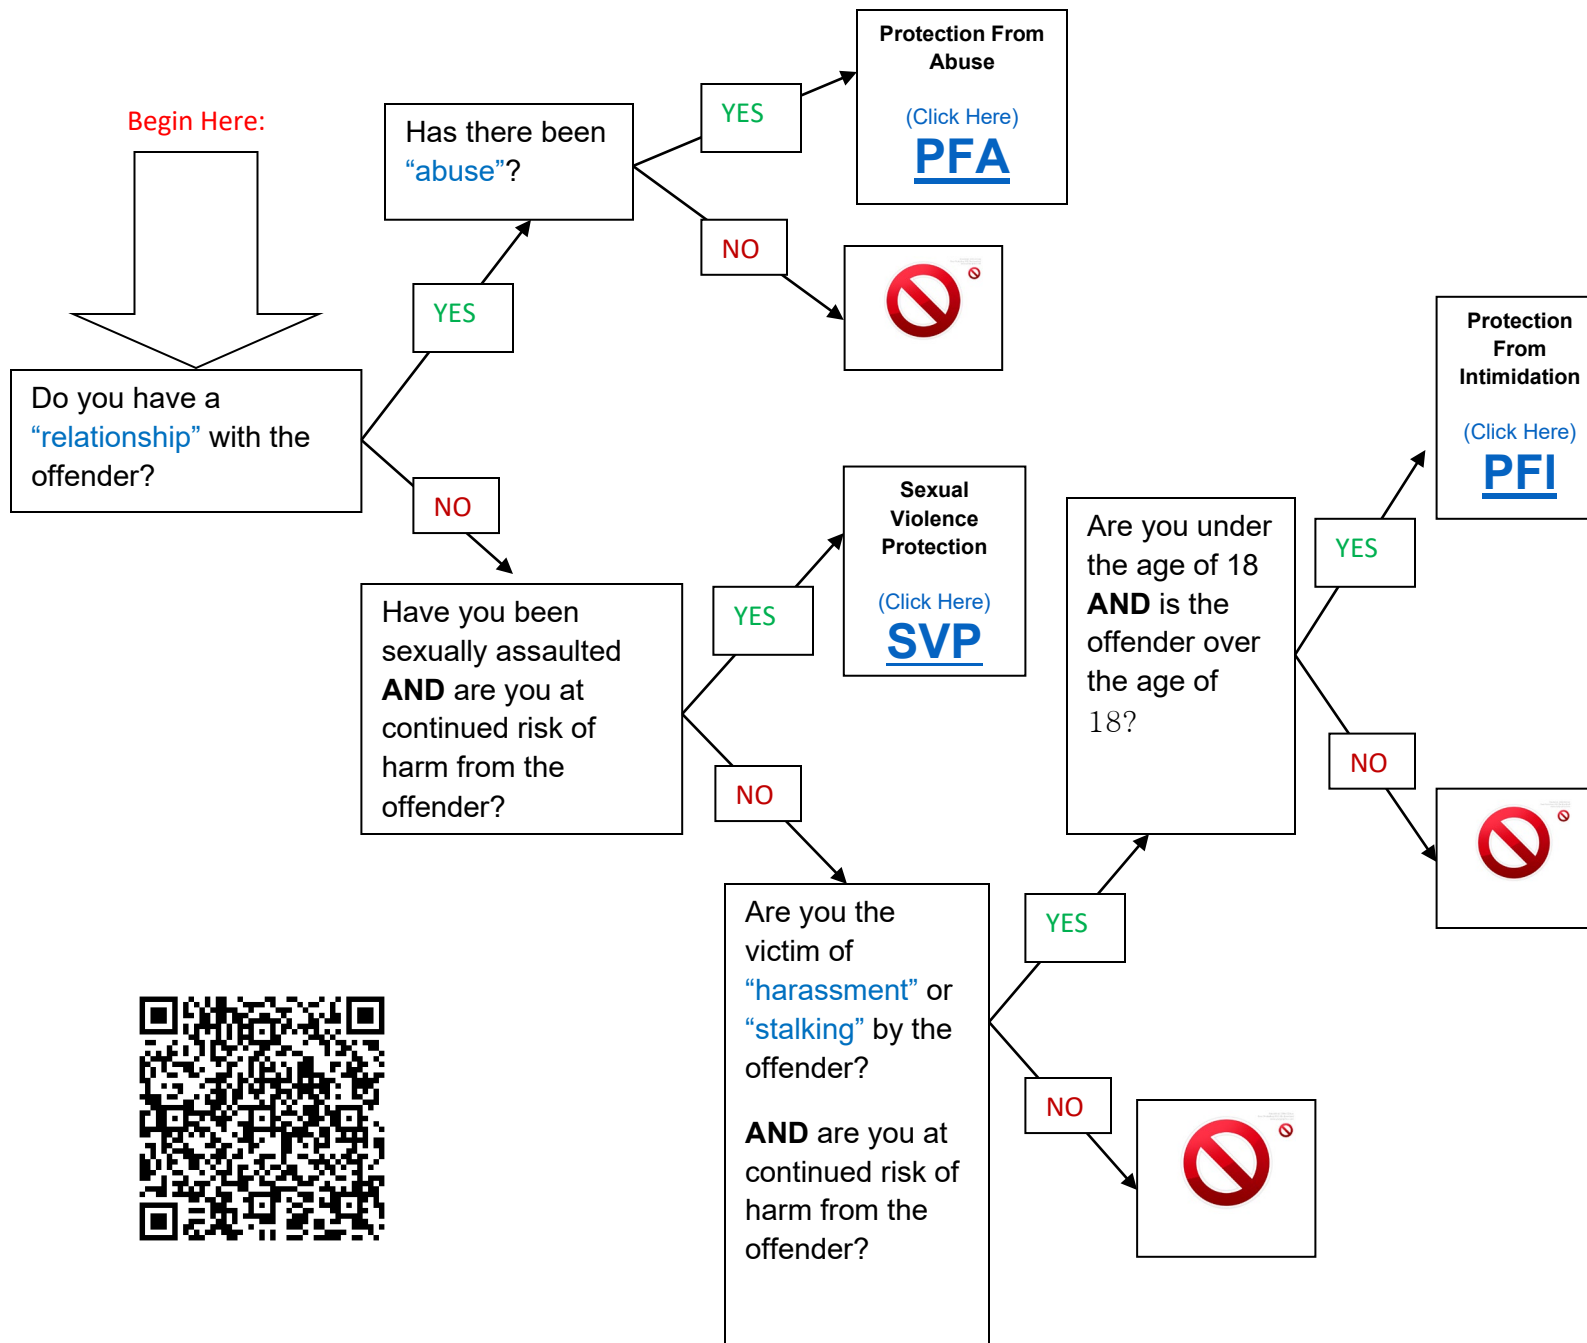 Begin Here:
Do you have a
“relationship” with the
offender?
YES
Has there been
“abuse”?
YES
Protection From
Abuse
(Click Here)
PFA
NO
NO
Have you been
sexually assaulted
AND are you at
continued risk of
harm from the
offender?
YES
Sexual
Violence
Protection
(Click Here)
SVP
NO
Are you the
victim of
“harassment” or
“stalking” by the
offender?
AND are you at
continued risk of
harm from the
offender?
YES
Are you under
the age of 18
AND is the
offender over
the age of
18?
YES
Protection
From
Intimidation
(Click Here)
PFI
NO
NO